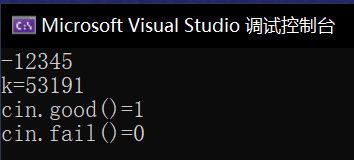 Microsoft Visual Studio 调试控制台
-12345
k=53191
cin.good()=1
cin.fail()=0